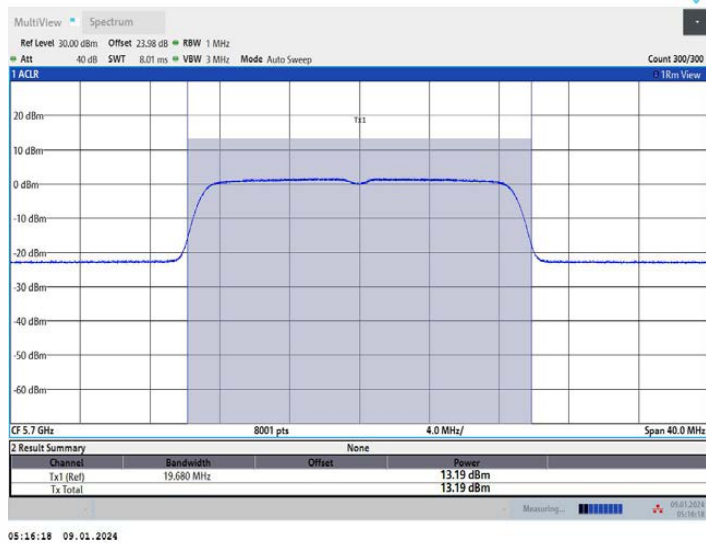 MultiView Spectrum
Ref Level 30.00 dBm Offset 23.98 dB RBW 1 MHz
Att 40 dB SWT 8.01 ms VBW 3 MHz Mode Auto Sweep Count 300/300
1 ACLR 1Rm View
Tx1
20 dBm
10 dBm
0 dBm
-10 dBm
-20 dBm
-30 dBm
-40 dBm
-50 dBm
-60 dBm
CF 5.7 GHz 8001 pts 4.0 MHz/ Span 40.0 MHz
2 Result Summary None
Channel Bandwidth Offset Power
Tx1 (Ref) 19.680 MHz 13.19 dBm
Tx Total 13.19 dBm
Measuring... 09.01.2024
05:16:18
05:16:18 09.01.2024